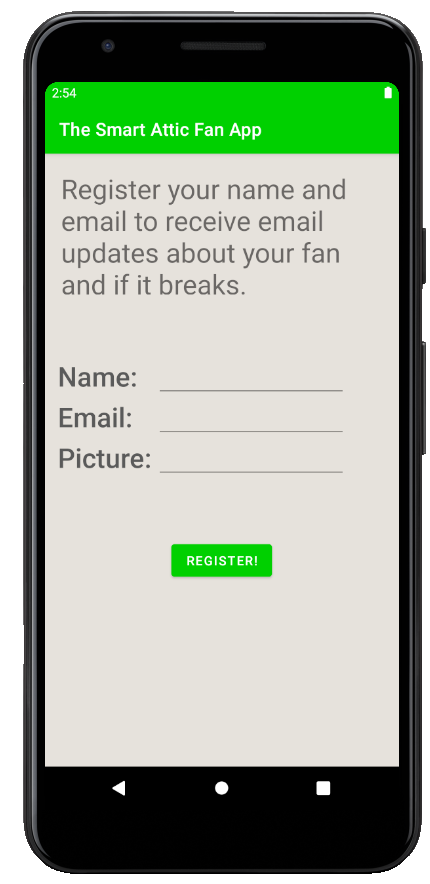 2:54
The Smart Attic Fan App
Register your name and
email to receive email
updates about your fan
and if it breaks.
Name:
Email:
Picture:
REGISTER!